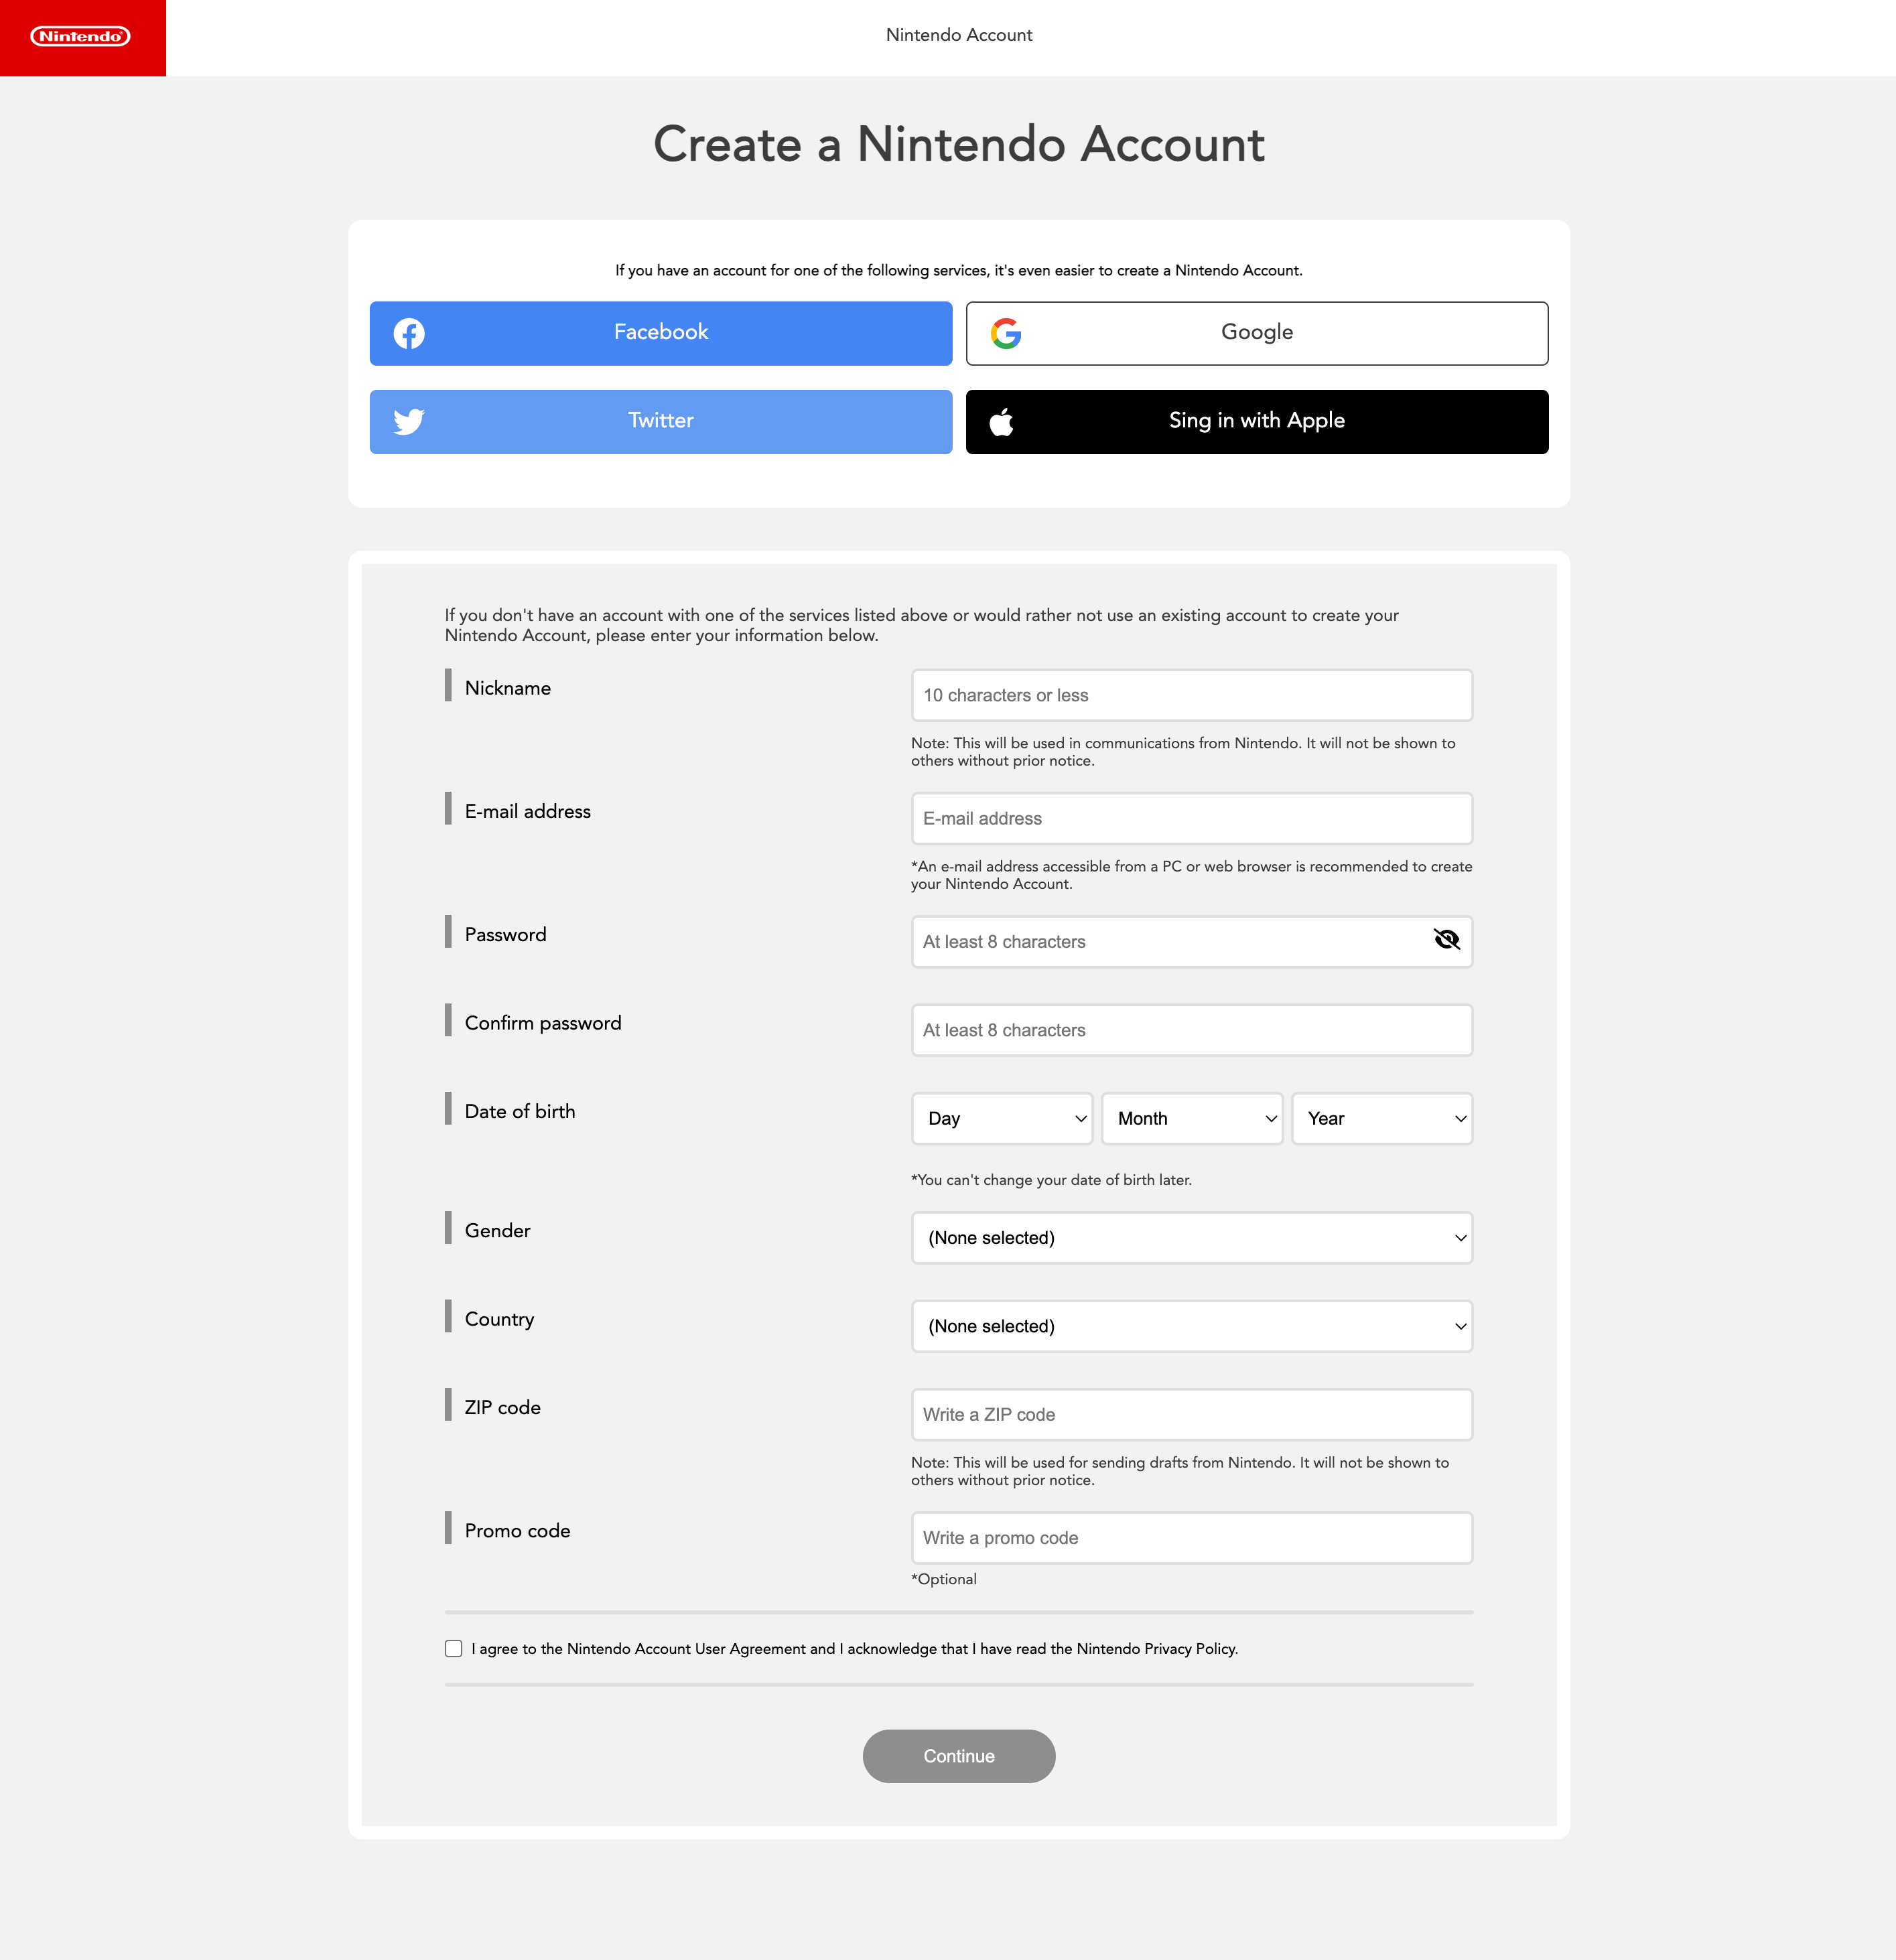 Nintendo
Nintendo Account
Create a Nintendo Account
If you have an account for one of the following services, it's even easier to create a Nintendo Account.
Facebook
Google
Twitter
Sing in with Apple
If you don't have an account with one of the services listed above or would rather not use an existing account to create your
Nintendo Account, please enter your information below.
Nickname
10 characters or less
Note: This will be used in communications from Nintendo. It will not be shown to
others without prior notice.
E-mail address
E-mail address
*An e-mail address accessible from a PC or web browser is recommended to create
your Nintendo Account.
Password
At least 8 characters
Confirm password
At least 8 characters
Date of birth
Day
Month
Year
*You can't change your date of birth later.
Gender
(None selected)
Country
(None selected)
ZIP code
Write a ZIP code
Note: This will be used for sending drafts from Nintendo. It will not be shown to
others without prior notice.
Promo code
Write a promo code
*Optional
I agree to the Nintendo Account User Agreement and I acknowledge that I have read the Nintendo Privacy Policy.
Continue